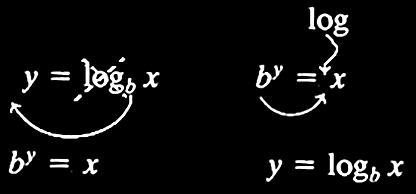 y = log_b x
b^y = x
log
b^y = x
y = log_b x